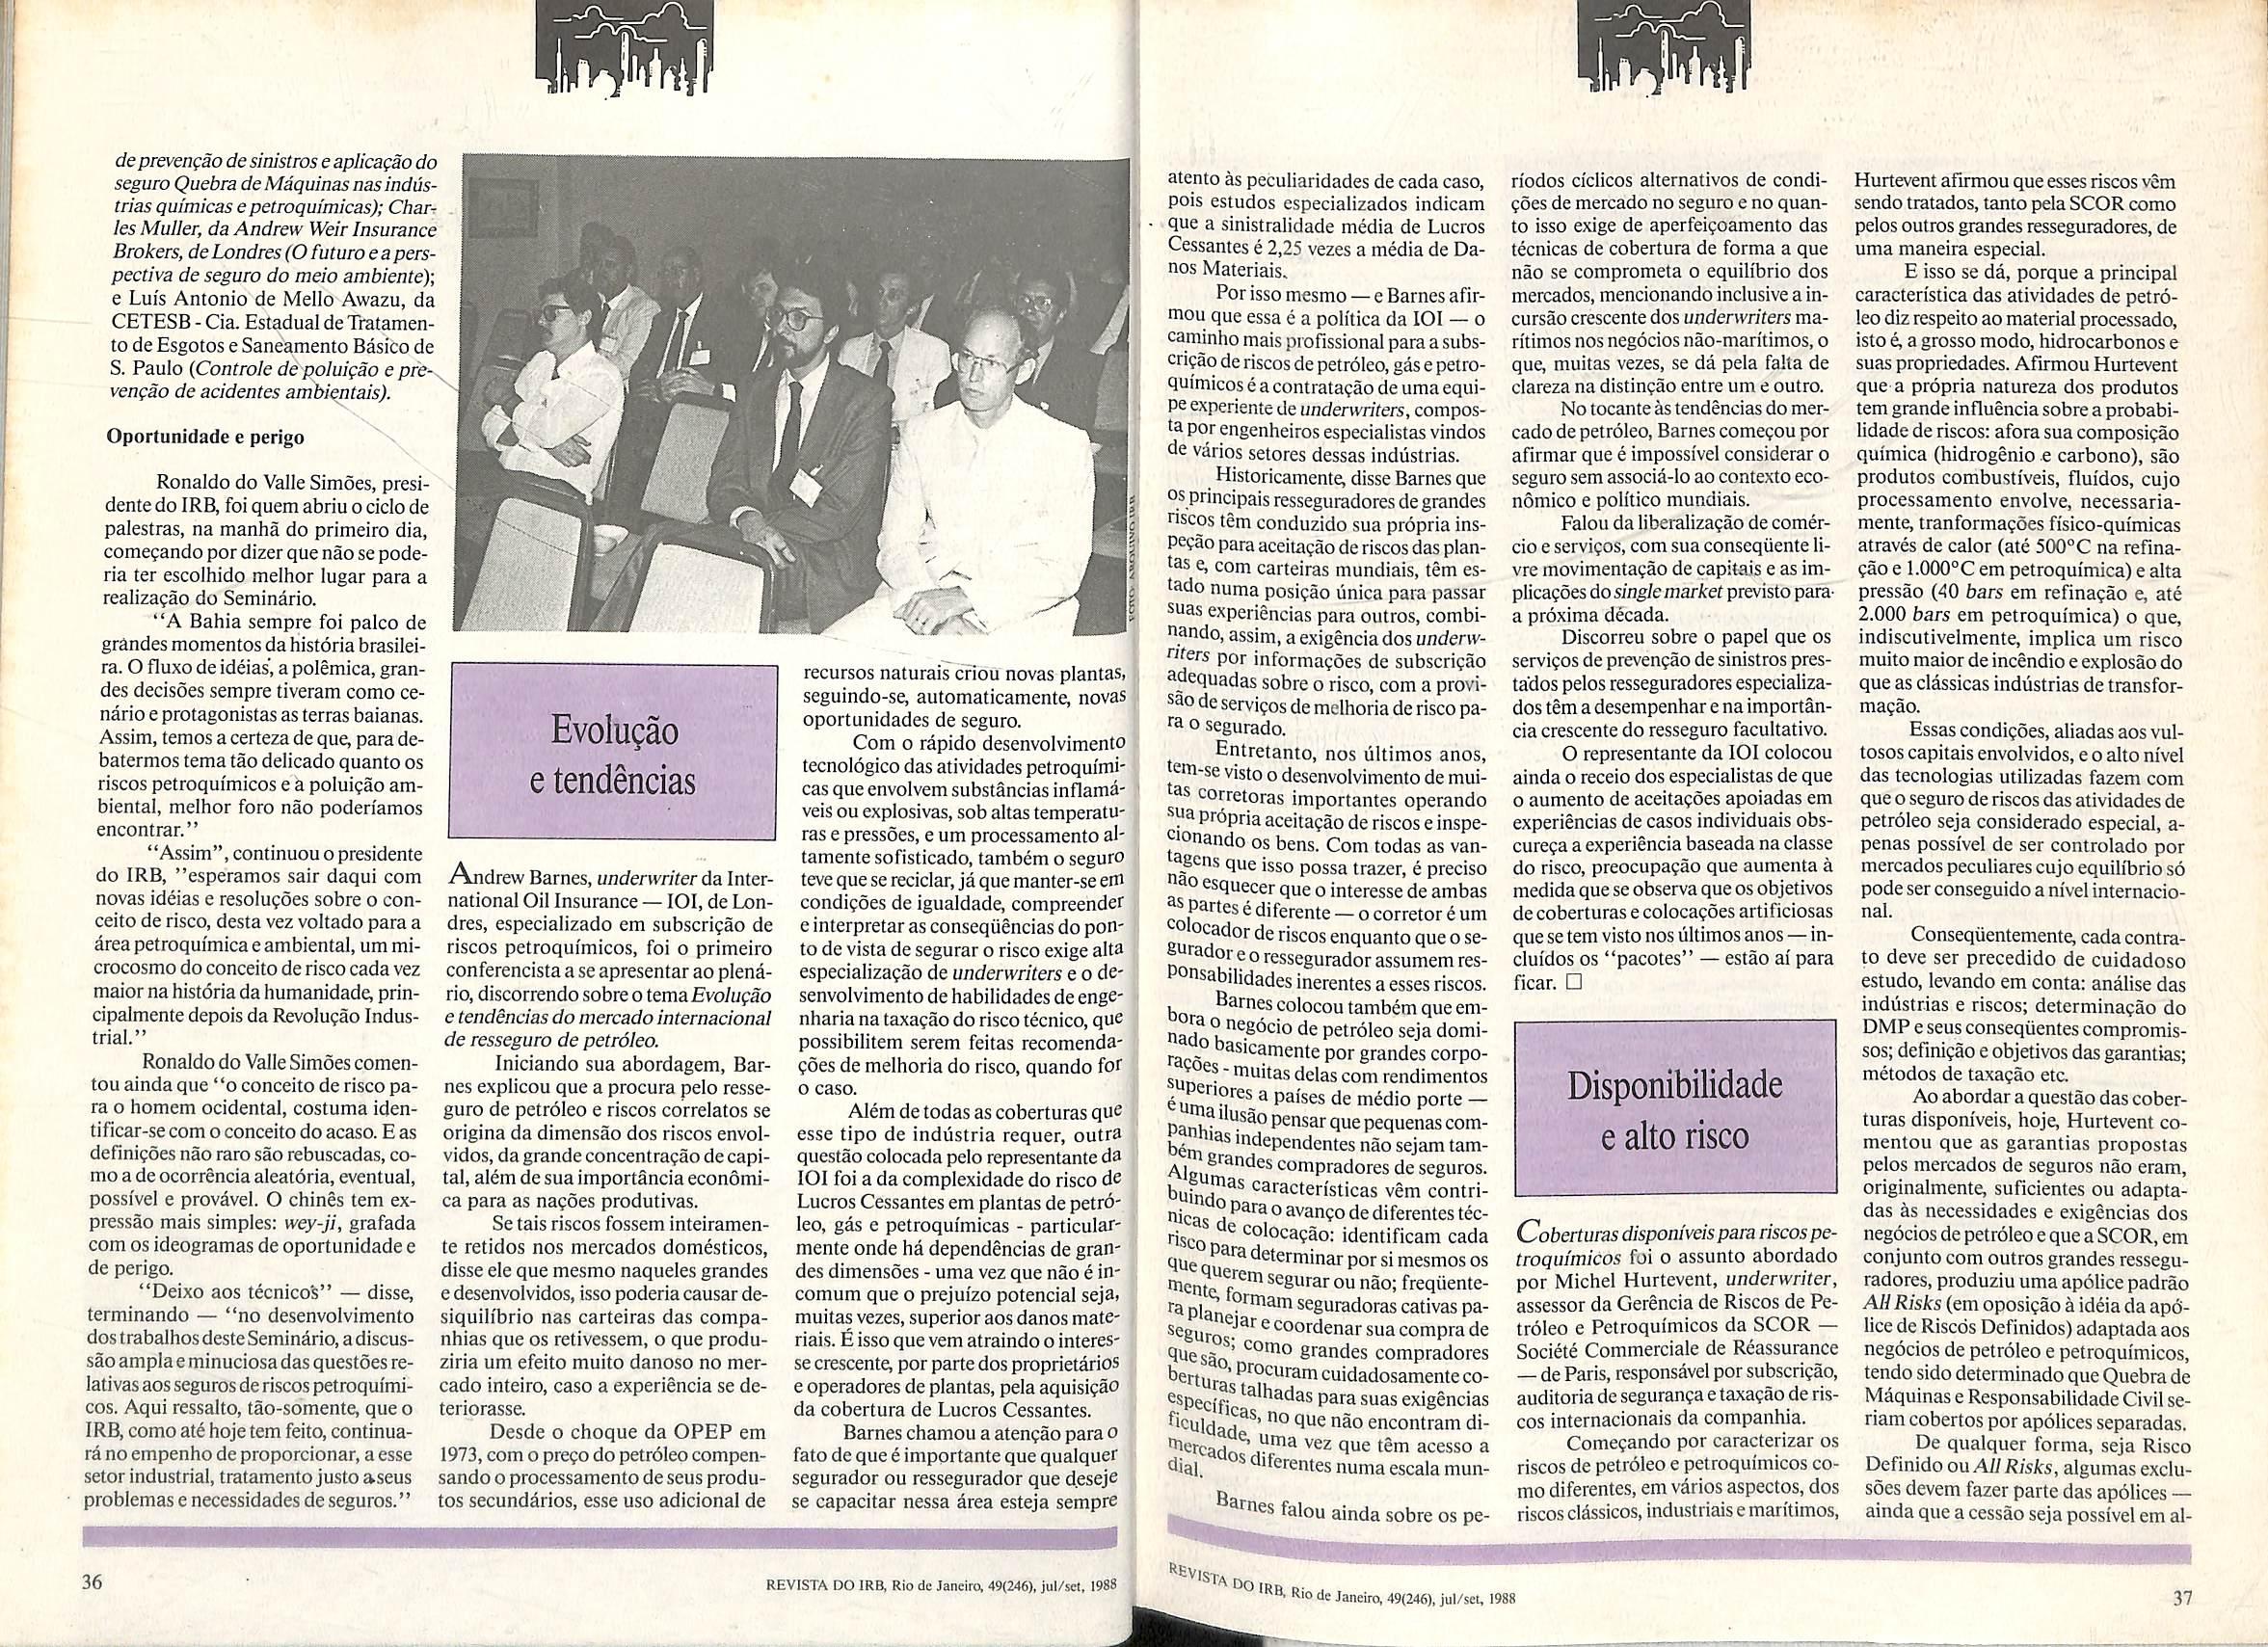 de prevenção de sinistros e aplicação do
seguro Quebra de Máquinas nas indús-
trias químicas e petroquímicas); Char-
les Muller, da Andrew Weir Insurance
Brokers, de Londres (O futuro e a pers-
pectiva de seguro do meio ambiente);
e Luís Antonio de Mello Awazu, da
CETESB - Cia. Estadual de Tratamen-
to de Esgotos e Saneamento Básico de
S. Paulo (Controle de poluição e pre-
venção de acidentes ambientais).
Oportunidade e perigo
Ronaldo do Valle Simões, presi-
dente do IRB, foi quem abriu o ciclo de
palestras, na manhã do primeiro dia,
começando por dizer que não se pode-
ria ter escolhido melhor lugar para a
realização do Seminário.
“A Bahia sempre foi palco de
grandes momentos da história brasilei-
ra. O fluxo de idéias, a polêmica, gran-
des decisões sempre tiveram como ce-
nário e protagonistas as terras baianas.
Assim, temos a certeza de que, para de-
batermos tema tão delicado quanto os
riscos petroquímicos e a poluição am-
biental, melhor foro não poderíamos
encontrar.”
“Assim”, continuou o presidente
do IRB, ”esperamos sair daqui com
novas idéias e resoluções sobre o con-
ceito de risco, desta vez voltado para a
área petroquímica e ambiental, um mi-
crocosmo do conceito de risco cada vez
maior na história da humanidade, prin-
cipalmente depois da Revolução Indus-
trial.”
Ronaldo do Valle Simões comen-
tou ainda que “o conceito de risco pa-
ra o homem ocidental, costuma iden-
tificar-se com o conceito do acaso. E as
definições não raro são rebuscadas, co-
mo a de ocorrência aleatória, eventual,
possível e provável. O chinês tem ex-
pressão mais simples: wey-ji, grafada
com os ideogramas de oportunidade e
de perigo.
“Deixo aos técnicos” — disse,
terminando — “no desenvolvimento
dos trabalhos deste Seminário, a discus-
são ampla e minuciosa das questões re-
lativas aos seguros de riscos petroquími-
cos. Aqui ressalto, tão-somente, que o
IRB, como até hoje tem feito, continua-
rá no empenho de proporcionar, a esse
setor industrial, tratamento justo a seus
problemas e necessidades de seguros.”
Evolução
e tendências
Andrew Barnes, underwriter da Inter-
national Oil Insurance — IOI, de Lon-
dres, especializado em subscrição de
riscos petroquímicos, foi o primeiro
conferencista a se apresentar ao plená-
rio, discorrendo sobre o tema Evolução
e tendências do mercado internacional
de resseguro de petróleo.
Iniciando sua abordagem, Bar-
nes explicou que a procura pelo resse-
guro de petróleo e riscos correlatos se
origina da dimensão dos riscos envol-
vidos, da grande concentração de capi-
tal, além de sua importância econômi-
ca para as nações produtivas.
Se tais riscos fossem inteiramen-
te retidos nos mercados domésticos,
disse ele que mesmo naqueles grandes
e desenvolvidos, isso poderia causar de-
siquilíbrio nas carteiras das compa-
nhias que os retivessem, o que produ-
ziria um efeito muito danoso no mer-
cado inteiro, caso a experiência se de-
teriorasse.
Desde o choque da OPEP em
1973, com o preço do petróleo compen-
sando o processamento de seus produ-
tos secundários, esse uso adicional de
recursos naturais criou novas plantas,
seguindo-se, automaticamente, novas
oportunidades de seguro.
Com o rápido desenvolvimento
tecnológico das atividades petroquími-
cas que envolvem substâncias inflamá-
veis ou explosivas, sob altas temperatu-
ras e pressões, e um processamento al-
tamente sofisticado, também o seguro
teve que se reciclar, já que manter-se em
condições de igualdade, compreender
e interpretar as conseqüências do pon-
to de vista de segurar o risco exige alta
especialização de underwriters e o de-
senvolvimento de habilidades de enge-
nharia na taxação do risco técnico, que
possibilitem serem feitas recomenda-
ções de melhoria do risco, quando for
o caso.
Além de todas as coberturas que
esse tipo de indústria requer, outra
questão colocada pelo representante da
IOI foi a da complexidade do risco de
Lucros Cessantes em plantas de petró-
leo, gás e petroquímicas - particular-
mente onde há dependências de gran-
des dimensões - uma vez que não é in-
comum que o prejuízo potencial seja,
muitas vezes, superior aos danos mate-
riais. É isso que vem atraindo o interes-
se crescente, por parte dos proprietários
e operadores de plantas, pela aquisição
da cobertura de Lucros Cessantes.
Barnes chamou a atenção para o
fato de que é importante que qualquer
segurador ou ressegurador que deseje
se capacitar nessa área esteja sempre
36
REVISTA DO IRB, Rio de Janeiro, 49(246), jul/set, 1988
atento às peculiaridades de cada caso,
pois estudos especializados indicam
que a sinistralidade média de Lucros
Cessantes é 2,25 vezes a média de Da-
nos Materiais.
Por isso mesmo — e Barnes afir-
mou que essa é a política da IOI — o
caminho mais profissional para a subs-
crição de riscos de petróleo, gás e petro-
químicos é a contratação de uma equi-
pe experiente de underwriters, compos-
ta por engenheiros especialistas vindos
de vários setores dessas indústrias.
Historicamente, disse Barnes que
os principais resseguradores de grandes
riscos têm conduzido sua própria ins-
peção para aceitação de riscos das plan-
tas e, com carteiras mundiais, têm es-
tado numa posição única para passar
suas experiências para outros, combi-
nando, assim, a exigência dos underw-
riters por informações de subscrição
adequadas sobre o risco, com a provi-
são de serviços de melhoria de risco pa-
ra o segurado.
Entretanto, nos últimos anos,
tem-se visto o desenvolvimento de mui-
tas corretoras importantes operando
sua própria aceitação de riscos e inspe-
cionando os bens. Com todas as van-
tagens que isso possa trazer, é preciso
não esquecer que o interesse de ambas
as partes é diferente — o corretor é um
colocador de riscos enquanto que o se-
gurador e o ressegurador assumem res-
ponsabilidades inerentes a esses riscos.
Barnes colocou também que em-
bora o negócio de petróleo seja domi-
nado basicamente por grandes corpo-
rações - muitas delas com rendimentos
superiores a países de médio porte —
é uma ilusão pensar que pequenas com-
panhias independentes não sejam tam-
bém grandes compradores de seguros.
Algumas características vêm contri-
buindo para o avanço de diferentes téc-
nicas de colocação: identificam cada
risco para determinar por si mesmos os
que querem segurar ou não; freqüente-
mente, formam seguradoras cativas pa-
ra planejar e coordenar sua compra de
seguros; como grandes compradores
que são, procuram cuidadosamente co-
berturas talhadas para suas exigências
específicas, no que não encontram di-
ficuldade, uma vez que têm acesso a
mercados diferentes numa escala mun-
dial.
Barnes falou ainda sobre os pe-
ríodos cíclicos alternativos de condi-
ções de mercado no seguro e no quan-
to isso exige de aperfeiçoamento das
técnicas de cobertura de forma a que
não se comprometa o equilíbrio dos
mercados, mencionando inclusive a in-
cursão crescente dos underwriters ma-
rítimos nos negócios não-marítimos, o
que, muitas vezes, se dá pela falta de
clareza na distinção entre um e outro.
No tocante às tendências do mer-
cado de petróleo, Barnes começou por
afirmar que é impossível considerar o
seguro sem associá-lo ao contexto eco-
nômico e político mundiais.
Falou da liberalização de comér-
cio e serviços, com sua conseqüente li-
vre movimentação de capitais e as im-
plicações do single market previsto para
a próxima década.
Discorreu sobre o papel que os
serviços de prevenção de sinistros pres-
tados pelos resseguradores especializa-
dos têm a desempenhar e na importân-
cia crescente do resseguro facultativo.
O representante da IOI colocou
ainda o receio dos especialistas de que
o aumento de aceitações apoiadas em
experiências de casos individuais obs-
cureça a experiência baseada na classe
do risco, preocupação que aumenta à
medida que se observa que os objetivos
de coberturas e colocações artificiosas
que se tem visto nos últimos anos — in-
cluídos os “pacotes” — estão aí para
ficar. □
Disponibilidade
e alto risco
Coberturas disponíveis para riscos pe-
troquímicos foi o assunto abordado
por Michel Hurtevent, underwriter,
assessor da Gerência de Riscos de Pe-
tróleo e Petroquímicos da SCOR —
Société Commerciale de Réassurance
— de Paris, responsável por subscrição,
auditoria de segurança e taxação de ris-
cos internacionais da companhia.
Começando por caracterizar os
riscos de petróleo e petroquímicos co-
mo diferentes, em vários aspectos, dos
riscos clássicos, industriais e marítimos,
Hurtevent afirmou que esses riscos vêm
sendo tratados, tanto pela SCOR como
pelos outros grandes resseguradores, de
uma maneira especial.
E isso se dá, porque a principal
característica das atividades de petró-
leo diz respeito ao material processado,
isto é, a grosso modo, hidrocarbonos e
suas propriedades. Afirmou Hurtevent
que a própria natureza dos produtos
tem grande influência sobre a probabi-
lidade de riscos: afora sua composição
química (hidrogênio e carbono), são
produtos combustíveis, fluídos, cujo
processamento envolve, necessaria-
mente, tranformações físico-químicas
através de calor (até 500°C na refina-
ção e 1.000°C em petroquímica) e alta
pressão (40 bars em refinação e, até
2.000 bars em petroquímica) o que,
indiscutivelmente, implica um risco
muito maior de incêndio e explosão do
que as clássicas indústrias de transfor-
mação.
Essas condições, aliadas aos vul-
tosos capitais envolvidos, e o alto nível
das tecnologias utilizadas fazem com
que o seguro de riscos das atividades de
petróleo seja considerado especial, a-
penas possível de ser controlado por
mercados peculiares cujo equilíbrio só
pode ser conseguido a nível internacio-
nal.
Conseqüentemente, cada contra-
to deve ser precedido de cuidadoso
estudo, levando em conta: análise das
indústrias e riscos; determinação do
DMP e seus conseqüentes compromis-
sos; definição e objetivos das garantias;
métodos de taxação etc.
Ao abordar a questão das cober-
turas disponíveis, hoje, Hurtevent co-
mentou que as garantias propostas
pelos mercados de seguros não eram,
originalmente, suficientes ou adapta-
das às necessidades e exigências dos
negócios de petróleo e que a SCOR, em
conjunto com outros grandes ressegu-
radores, produziu uma apólice padrão
All Risks (em oposição à idéia da apó-
lice de Riscos Definidos) adaptada aos
negócios de petróleo e petroquímicos,
tendo sido determinado que Quebra de
Máquinas e Responsabilidade Civil se-
riam cobertos por apólices separadas.
De qualquer forma, seja Risco
Definido ou All Risks, algumas exclu-
sões devem fazer parte das apólices —
ainda que a cessão seja possível em al-
REVISTA DO IRB, Rio de Janeiro, 49(246), jul/set, 1988
37